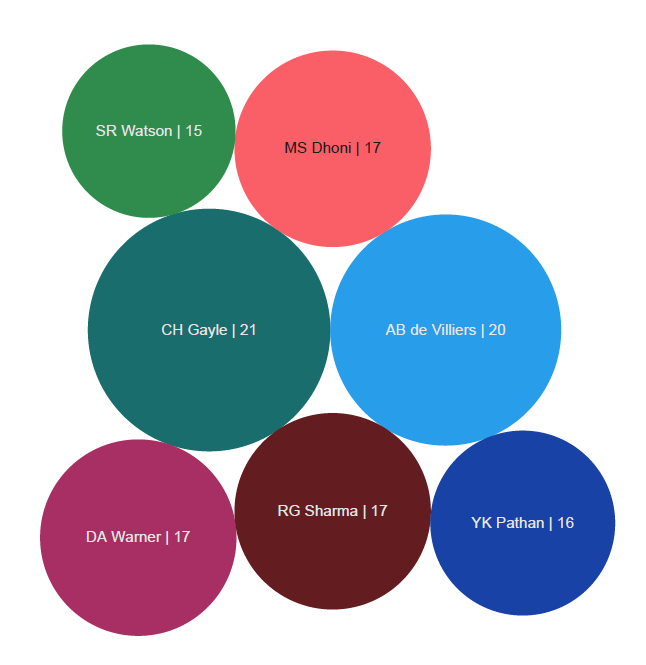 SR Watson | 15
MS Dhoni | 17
CH Gayle | 21
AB de Villiers | 20
DA Warner | 17
RG Sharma | 17
YK Pathan | 16